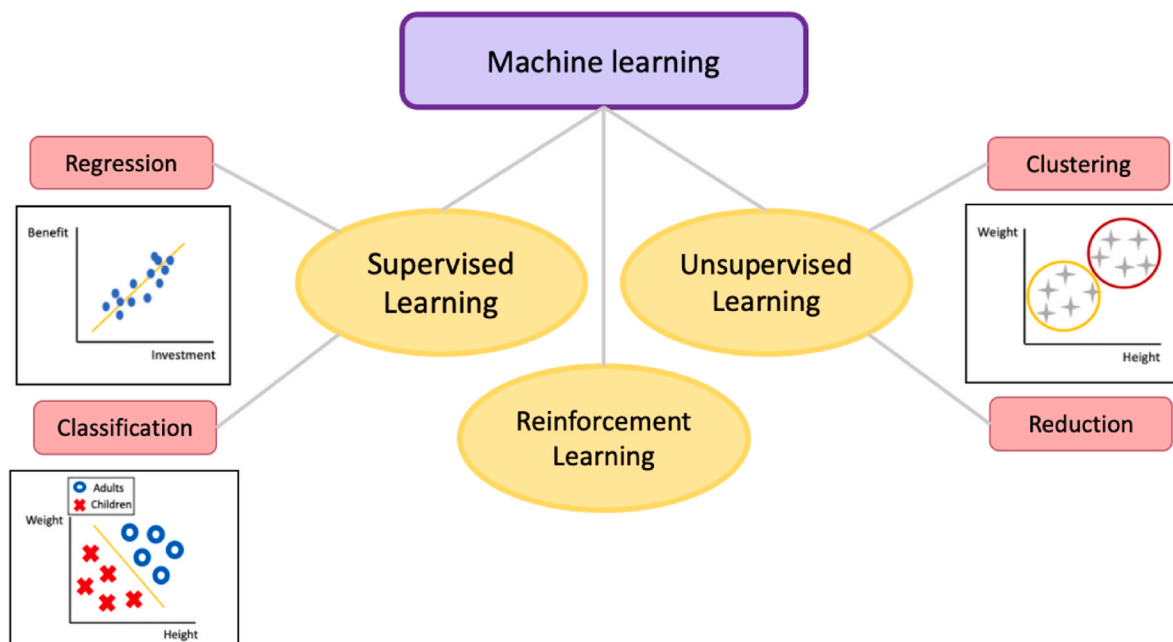 Machine learning
Regression
Benefit
Investment
Classification
Adults
Children
Weight
Height
Supervised
Learning
Reinforcement
Learning
Unsupervised
Learning
Clustering
Weight
Height
Reduction